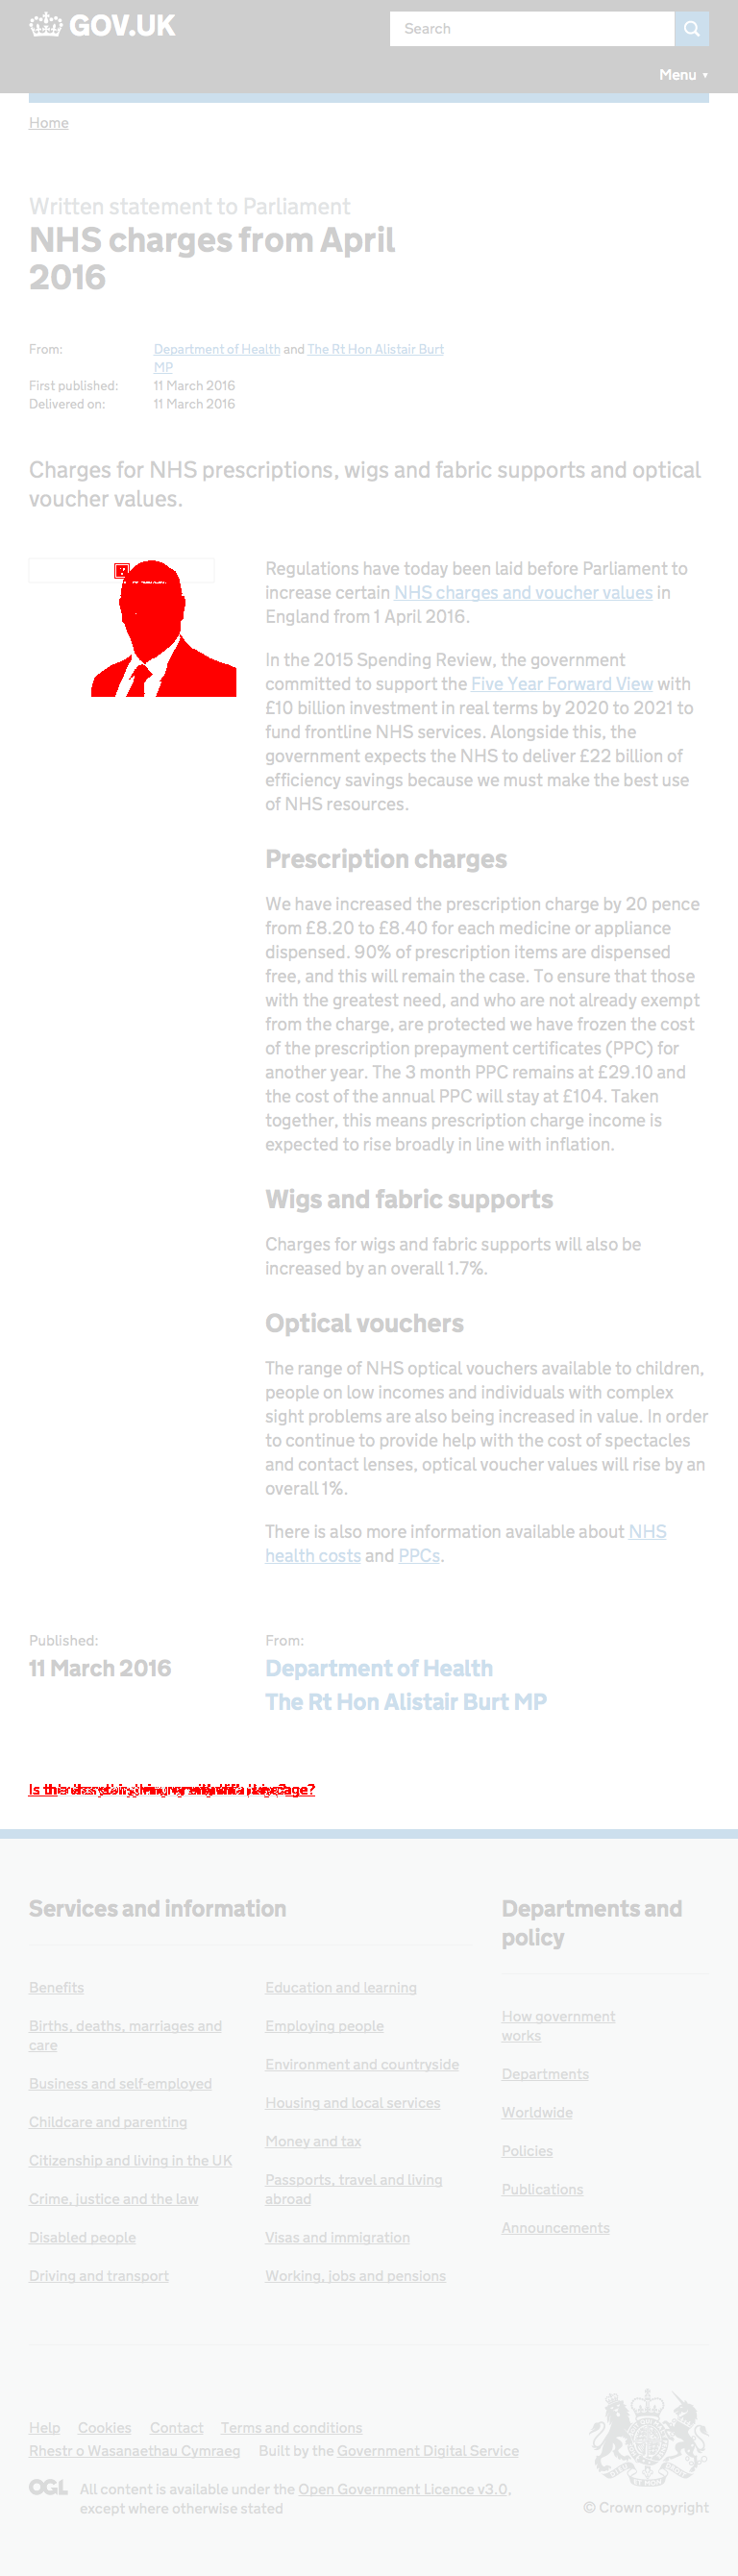 GOV.UK
Search
Menu ▼
Home
Written statement to Parliament
NHS charges from April
2016
From: Department of Health and The Rt Hon Alistair Burt
MP
First published: 11 March 2016
Delivered on: 11 March 2016
Charges for NHS prescriptions, wigs and fabric supports and optical
voucher values.
Regulations have today been laid before Parliament to
increase certain NHS charges and voucher values in
England from 1 April 2016.
In the 2015 Spending Review, the government
committed to support the Five Year Forward View with
£10 billion investment in real terms by 2020 to 2021 to
fund frontline NHS services. Alongside this, the
government expects the NHS to deliver £22 billion of
efficiency savings because we must make the best use
of NHS resources.
Prescription charges
We have increased the prescription charge by 20 pence
from £8.20 to £8.40 for each medicine or appliance
dispensed. 90% of prescription items are dispensed
free, and this will remain the case. To ensure that those
with the greatest need, and who are not already exempt
from the charge, are protected we have frozen the cost
of the prescription prepayment certificates (PPC) for
another year. The 3 month PPC remains at £29.10 and
the cost of the annual PPC will stay at £104. Taken
together, this means prescription charge income is
expected to rise broadly in line with inflation.
Wigs and fabric supports
Charges for wigs and fabric supports will also be
increased by an overall 1.7%.
Optical vouchers
The range of NHS optical vouchers available to children,
people on low incomes and individuals with complex
sight problems are also being increased in value. In order
to continue to provide help with the cost of spectacles
and contact lenses, optical voucher values will rise by an
overall 1%.
There is also more information available about NHS
health costs and PPCs.
Published:
11 March 2016
From:
Department of Health
The Rt Hon Alistair Burt MP
Services and information
Benefits
Births, deaths, marriages and
care
Business and self-employed
Childcare and parenting
Citizenship and living in the UK
Crime, justice and the law
Disabled people
Driving and transport
Education and learning
Employing people
Environment and countryside
Housing and local services
Money and tax
Passports, travel and living
abroad
Visas and immigration
Working, jobs and pensions
Departments and
policy
How government
works
Departments
Worldwide
Policies
Publications
Announcements
Help Cookies Contact Terms and conditions
Rhestr o Wasanaethau Cymraeg Built by the Government Digital Service
OGL All content is available under the Open Government Licence v3.0,
except where otherwise stated
© Crown copyright